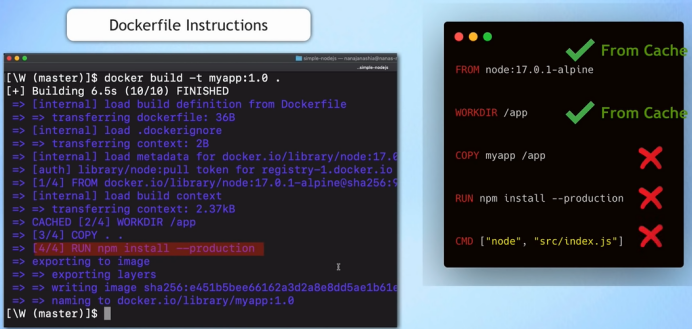 Dockerfile Instructions
simple-nodejs — nanajanashia@nanas-
simple-nodejs
[\W (master)]$ docker build -t myapp:1.0 .
[+] Building 6.5s (10/10) FINISHED
=> [internal] load build definition from Dockerfile
=> => transferring dockerfile: 36B
=> [internal] load .dockerignore
=> => transferring context: 2B
=> [internal] load metadata for docker.io/library/node:17.0
=> [auth] library/node:pull token for registry-1.docker.io
=> [1/4] FROM docker.io/library/node:17.0.1-alpine@sha256:9
=> [internal] load build context
=> => transferring context: 2.37kB
=> CACHED [2/4] WORKDIR /app
=> [3/4] COPY . .
=> [4/4] RUN npm install --production
=> exporting to image
=> => exporting layers
=> => writing image sha256:e451b5bee66162a3d2a8e8dd5ae1b61e
=> => naming to docker.io/library/myapp:1.0
[\W (master)]$
From Cache
FROM node:17.0.1-alpine
WORKDIR /app
From Cache
COPY myapp /app
RUN npm install --production
CMD ["node", "src/index.js"]